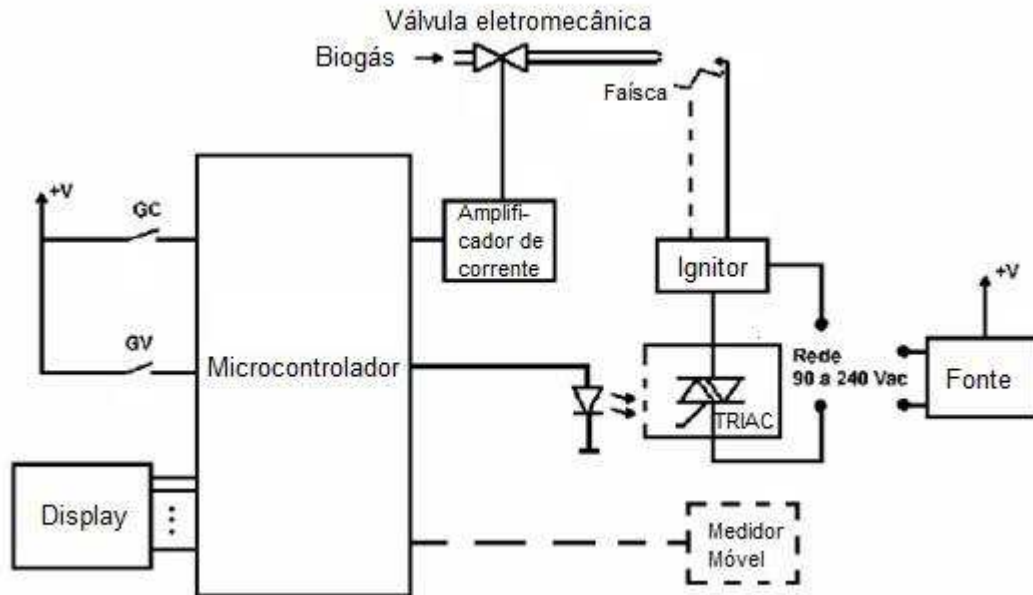 Válvula eletromecânica
Biogás
Faísca
+V
GC
Amplifi-
cador de
corrente
Ignitor
+V
GV
Microcontrolador
Rede
90 a 240 Vac
Fonte
TRIAC
Display
Medidor
Móvel